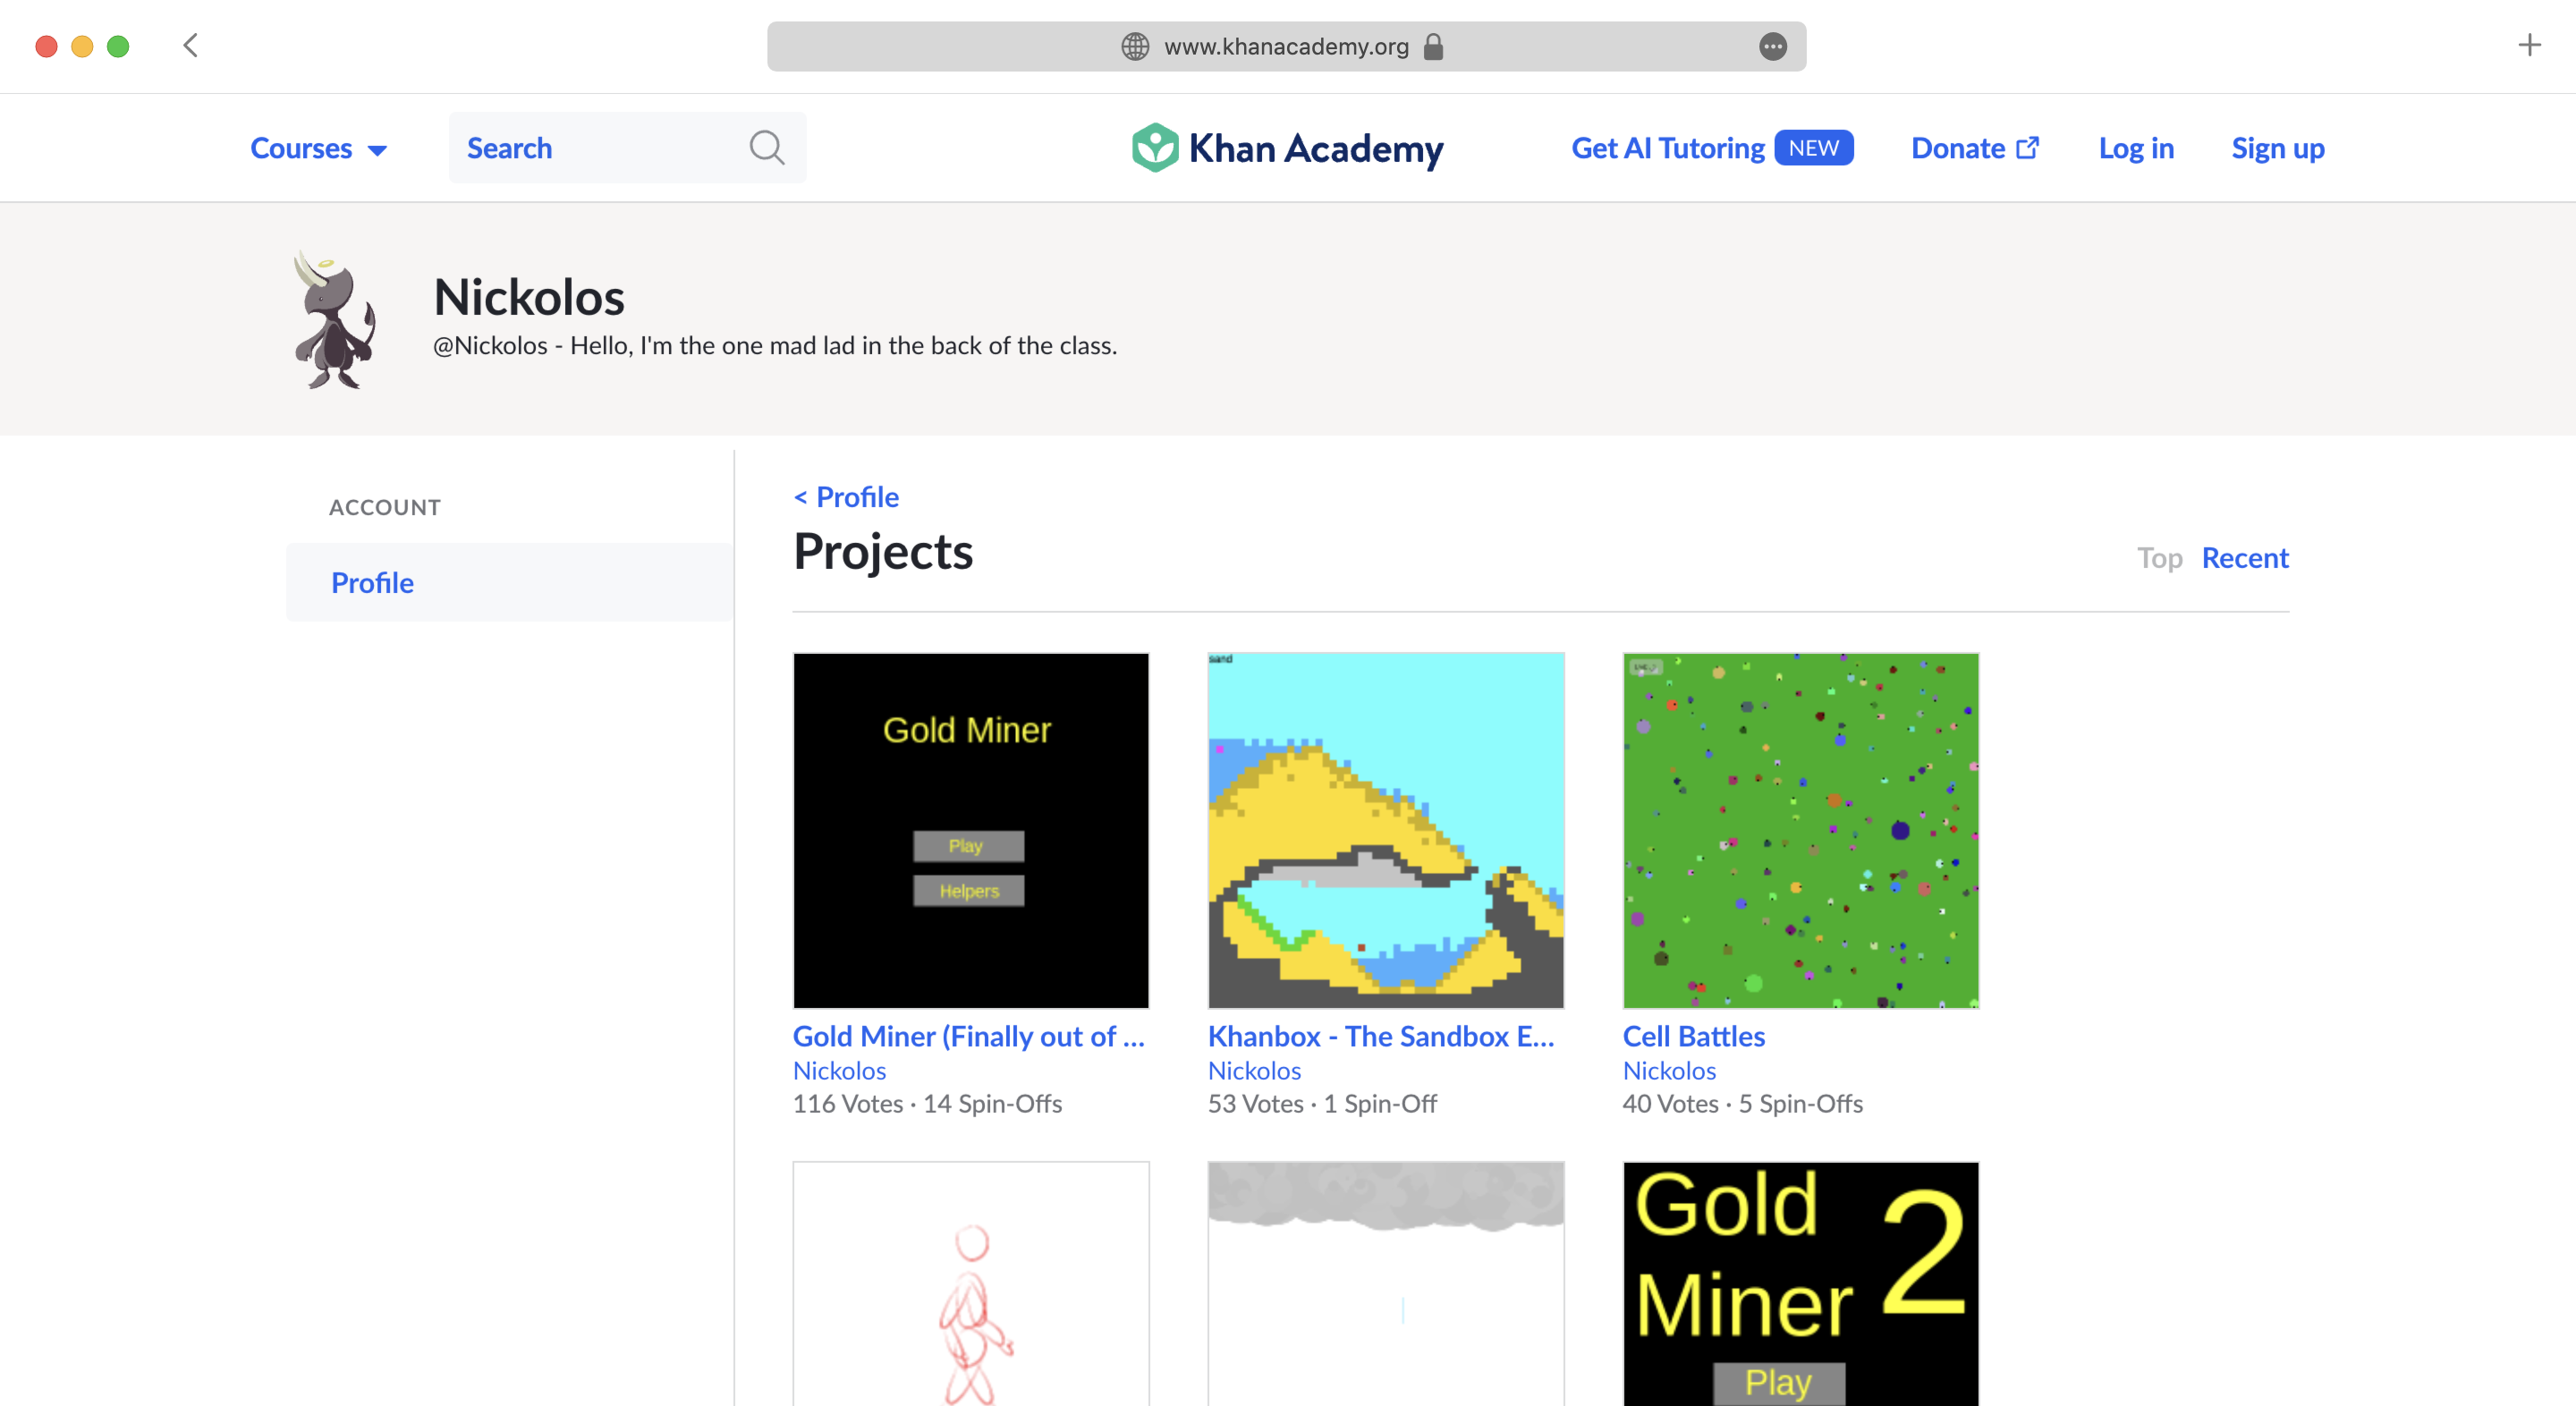 www.khanacademy.org
Courses
Search
Khan Academy
Get AI Tutoring NEW
Donate
Log in
Sign up
Nickolos
@Nickolos - Hello, I'm the one mad lad in the back of the class.
ACCOUNT
Profile
< Profile
Projects
Top Recent
Gold Miner
Play
Helpers
sand
Gold Miner (Finally out of ...
Nickolos
116 Votes · 14 Spin-Offs
Khanbox - The Sandbox E...
Nickolos
53 Votes · 1 Spin-Off
Cell Battles
Nickolos
40 Votes · 5 Spin-Offs
Gold
Miner 2
Play